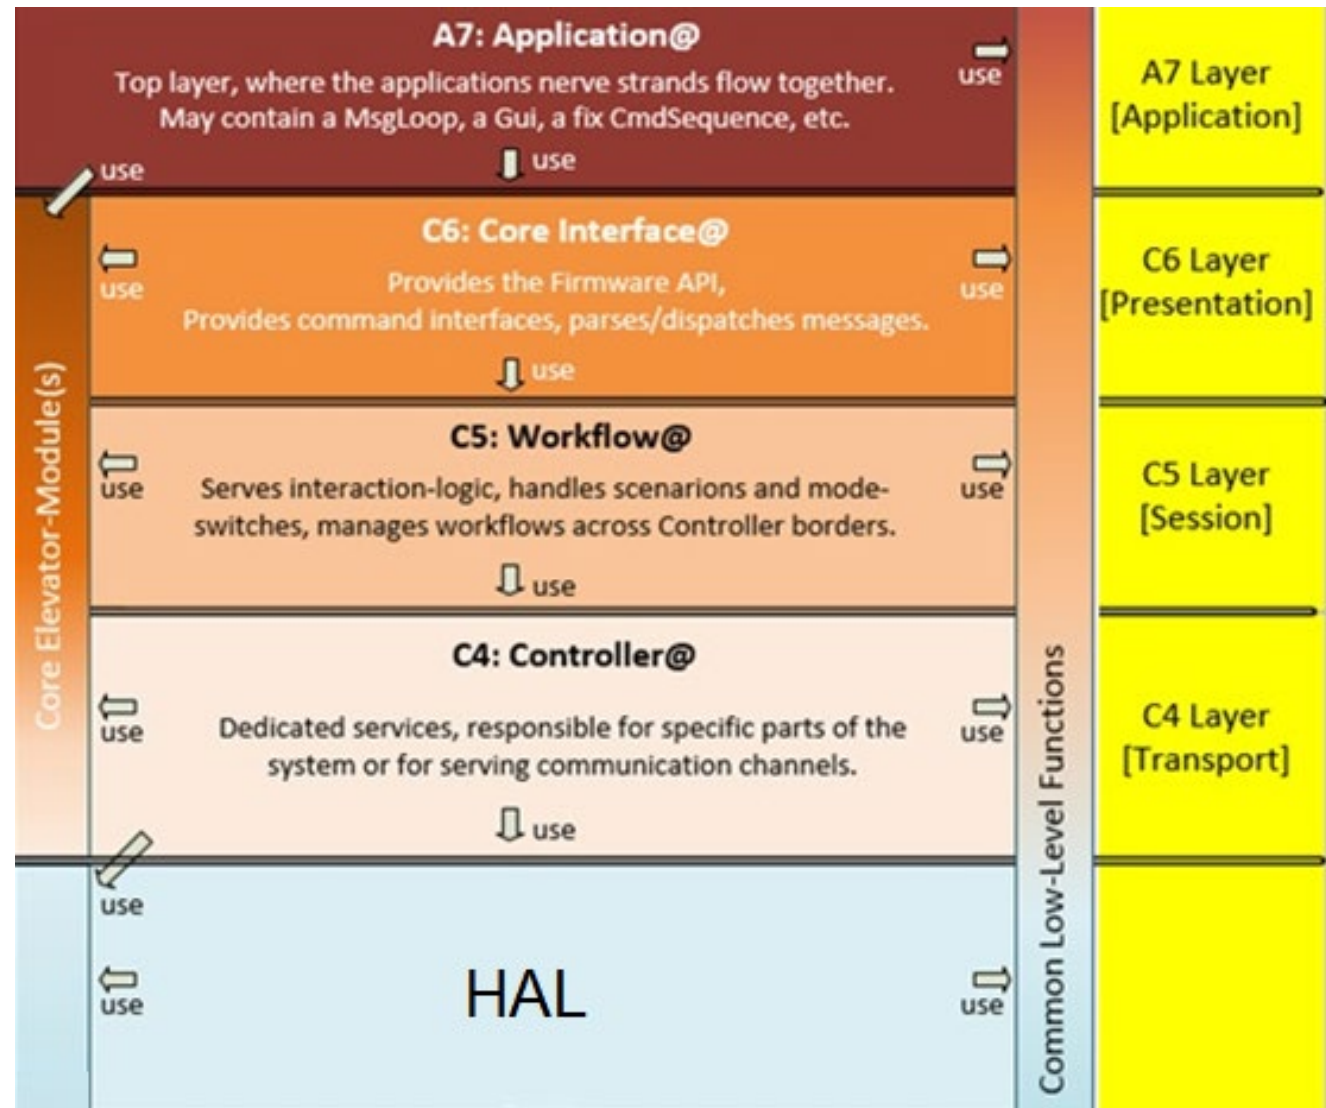 A7: Application@
Top layer, where the applications nerve strands flow together.
May contain a MsgLoop, a Gui, a fix CmdSequence, etc.
use
use
use
A7 Layer
[Application]
C6: Core Interface@
Provides the Firmware API,
Provides command interfaces, parses/dispatches messages.
use
use
use
C6 Layer
[Presentation]
C5: Workflow@
Serves interaction-logic, handles scenarions and mode-
switches, manages workflows across Controller borders.
use
use
use
C5 Layer
[Session]
C4: Controller@
Dedicated services, responsible for specific parts of the
system or for serving communication channels.
use
use
use
C4 Layer
[Transport]
use
HAL
use
use
Core Elevator-Module(s)
Common Low-Level Functions